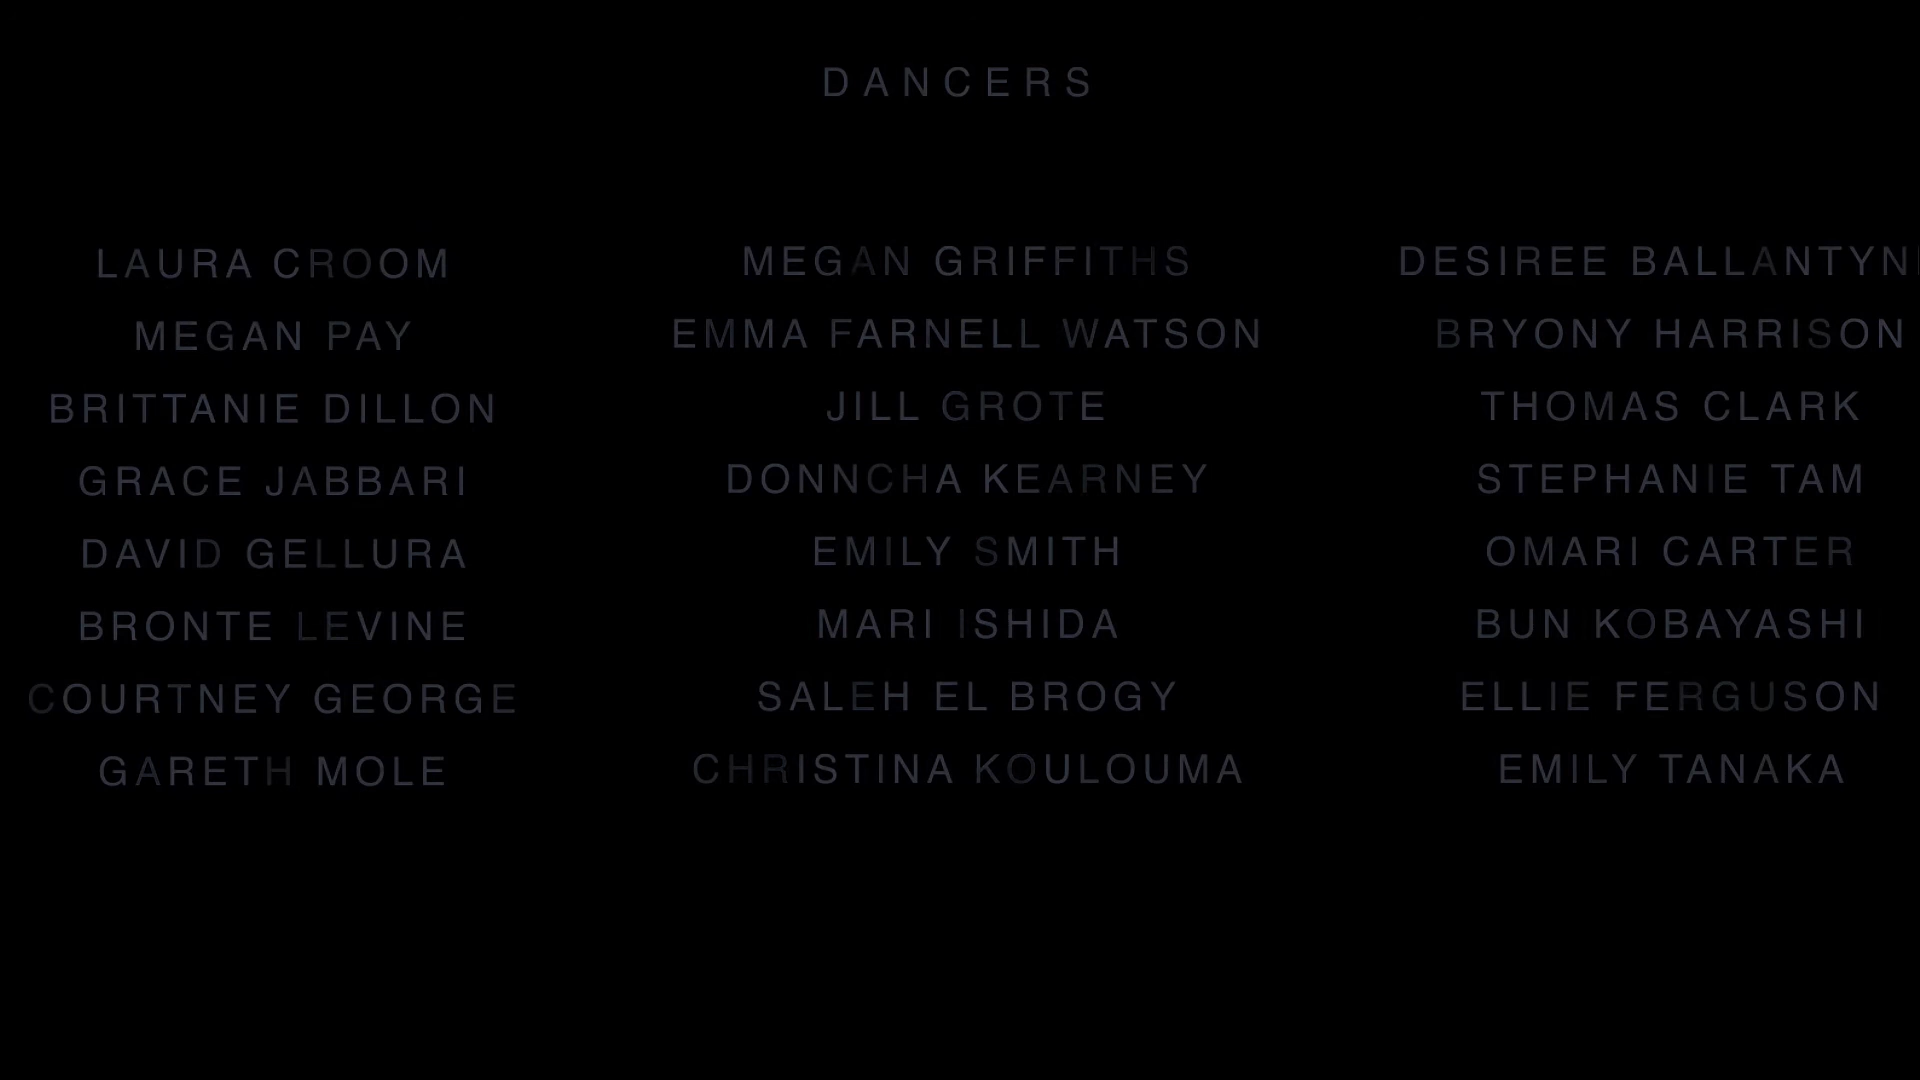 DANCERS
LAURA CROOM
MEGAN PAY
BRITTANIE DILLON
GRACE JABBARI
DAVID GELLURA
BRONTE LEVINE
COURTNEY GEORGE
GARETH MOLE
MEGAN GRIFFITHS
EMMA FARNELL WATSON
JILL GROTE
DONNCHA KEARNEY
EMILY SMITH
MARI ISHIDA
SALEH EL BROGY
CHRISTINA KOULOUMA
DESIREE BALLANTYN
BRYONY HARRISON
THOMAS CLARK
STEPHANIE TAM
OMARI CARTER
BUN KOBAYASHI
ELLIE FERGUSON
EMILY TANAKA